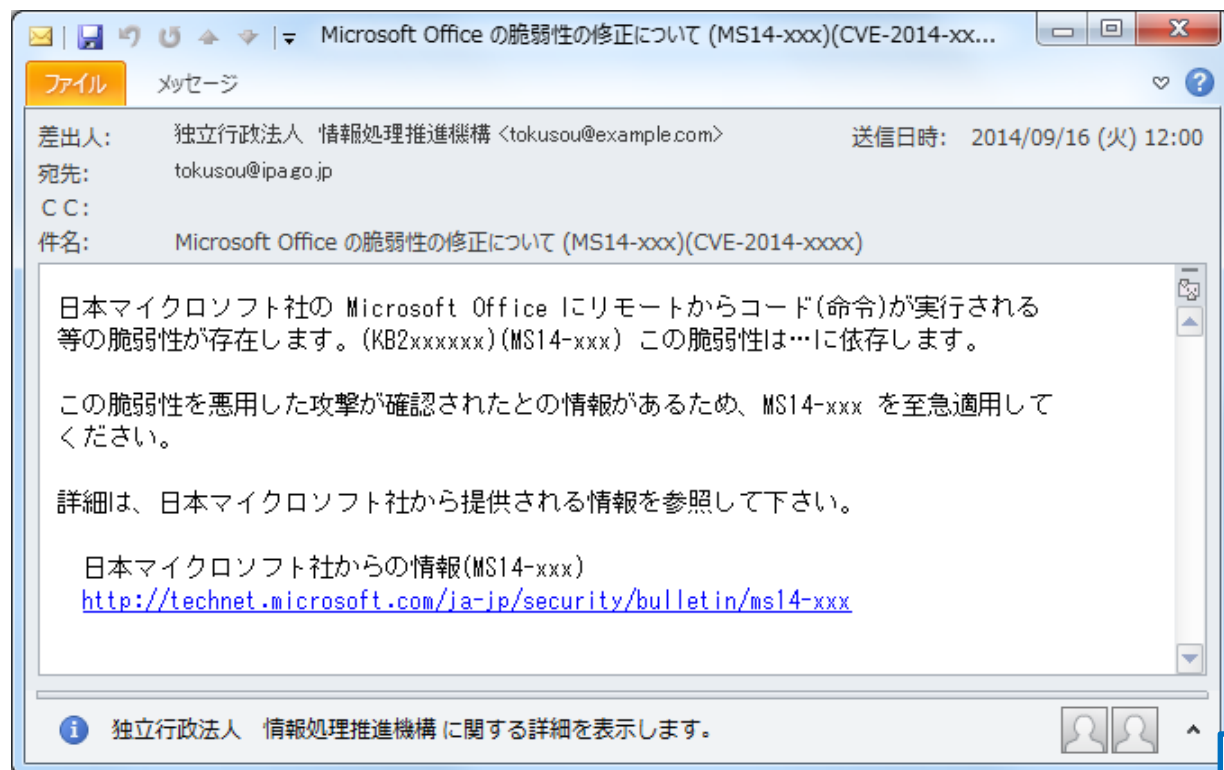 Microsoft Office の脆弱性の修正について (MS14-xxx)(CVE-2014-xx...
ファイル メッセージ
差出人: 独立行政法人 情報処理推進機構 <tokusou@example.com> 送信日時: 2014/09/16 (火) 12:00
宛先: tokusou@ipa.go.jp
CC:
件名: Microsoft Office の脆弱性の修正について (MS14-xxx)(CVE-2014-xxxx)
日本マイクロソフト社の Microsoft Office にリモートからコード(命令)が実行される
等の脆弱性が存在します。(KB2xxxxxx)(MS14-xxx) この脆弱性は…に依存します。
この脆弱性を悪用した攻撃が確認されたとの情報があるため、MS14-xxx を至急適用して
ください。
詳細は、日本マイクロソフト社から提供される情報を参照して下さい。
日本マイクロソフト社からの情報(MS14-xxx)
http://technet.microsoft.com/ja-jp/security/bulletin/ms14-xxx
独立行政法人 情報処理推進機構 に関する詳細を表示します。